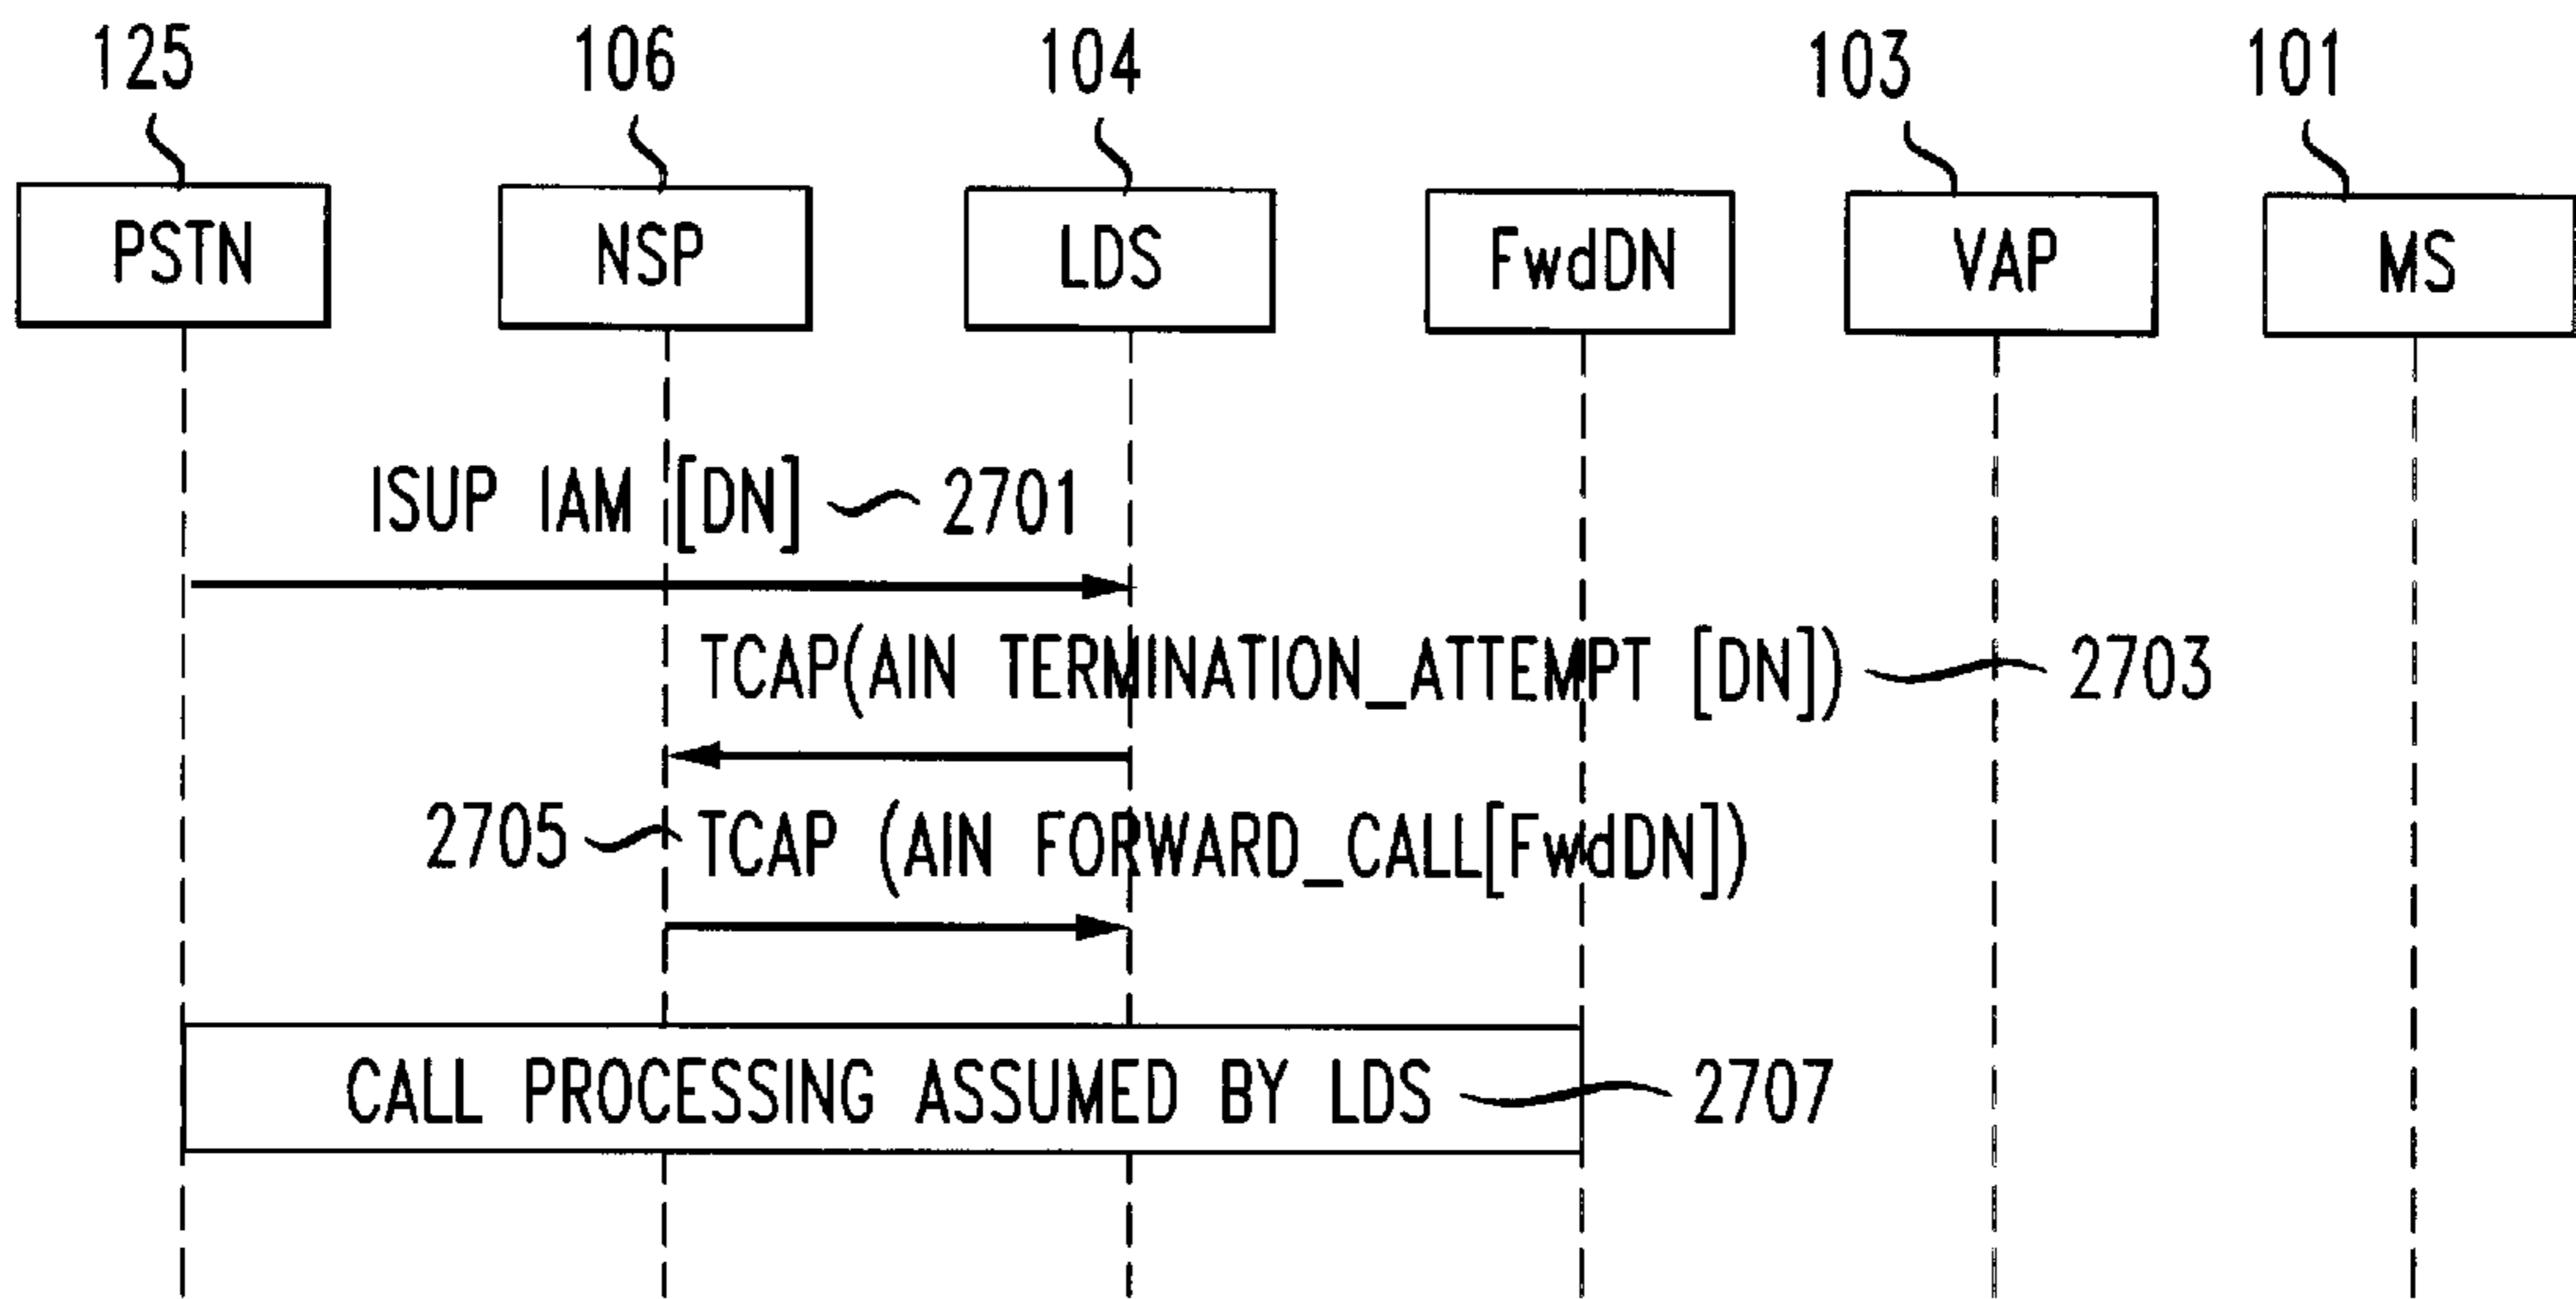 125 106 104 103 101
PSTN NSP LDS FwdDN VAP MS
ISUP IAM [DN] 2701
TCAP(AIN TERMINATION_ATTEMPT [DN]) 2703
2705 TCAP (AIN FORWARD_CALL[FwdDN])
CALL PROCESSING ASSUMED BY LDS 2707